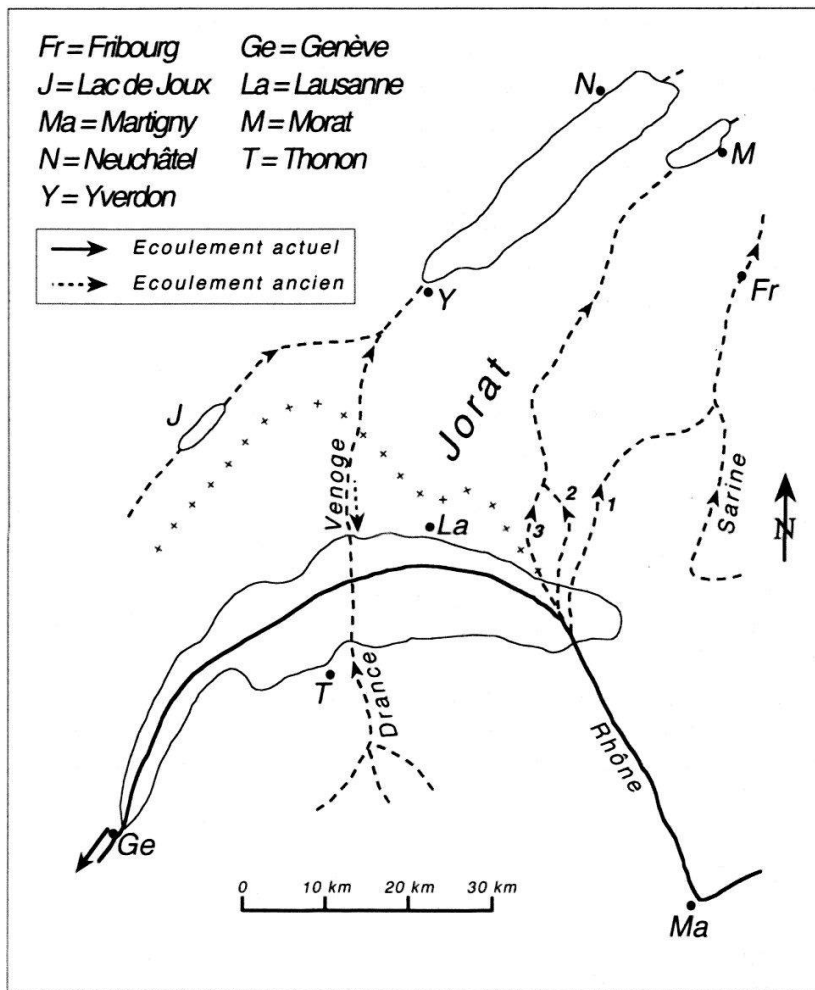 Fr = Fribourg
Ge = Genève
J = Lac de Joux
La = Lausanne
Ma = Martigny
M = Morat
N = Neuchâtel
T = Thonon
Y = Yverdon
Ecoulement actuel
Ecoulement ancien
N
M
Y
Fr
J
Jorat
Venoge
La
3
2
1
Sarine
N
T
Drance
Rhône
Ge
0 10 km 20 km 30 km
Ma